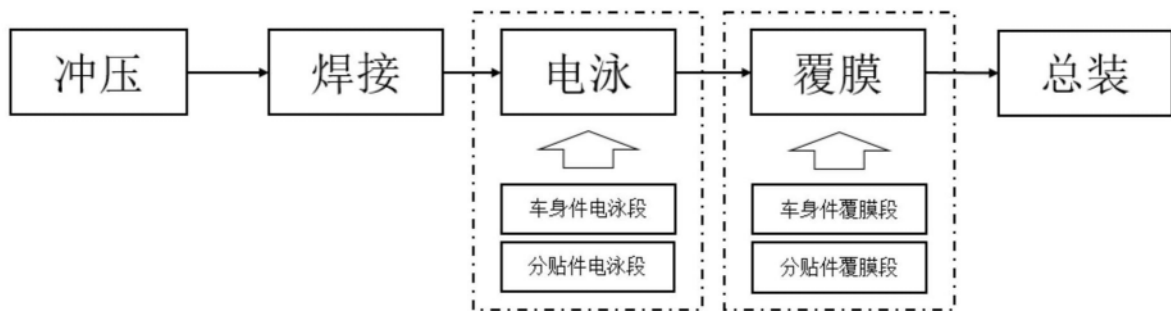 冲压
焊接
电泳
覆膜
总装
车身件电泳段
分贴件电泳段
车身件覆膜段
分贴件覆膜段